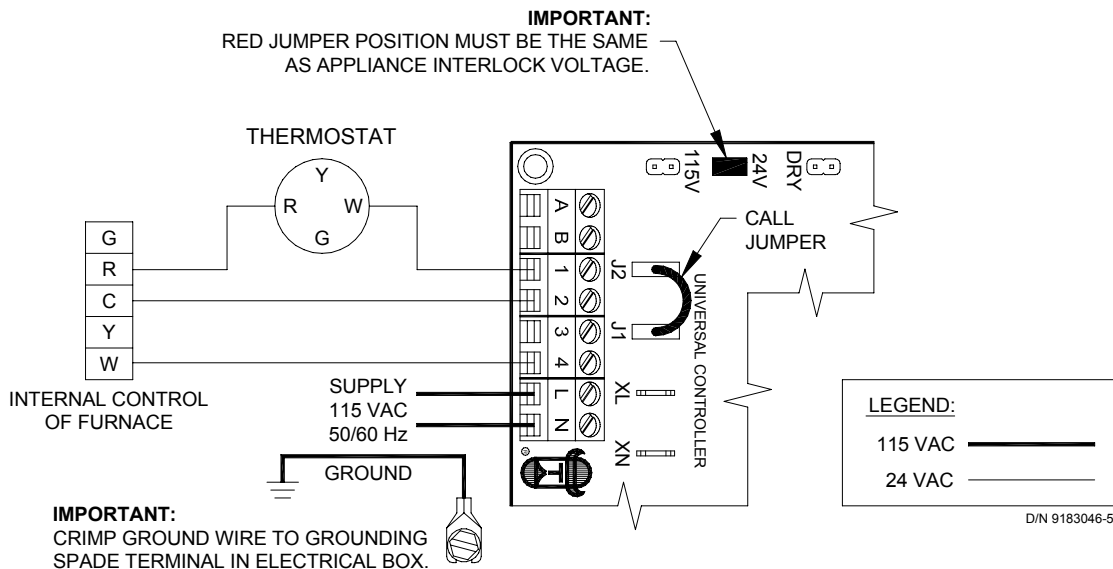 IMPORTANT:
RED JUMPER POSITION MUST BE THE SAME
AS APPLIANCE INTERLOCK VOLTAGE.
THERMOSTAT
Y
R
W
G
115V
24V
DRY
CALL
JUMPER
A
B
1
2
3
4
L
N
J2
J1
XL
XN
UNIVERSAL CONTROLLER
G
R
C
Y
W
INTERNAL CONTROL
OF FURNACE
SUPPLY
115 VAC
50/60 Hz
GROUND
IMPORTANT:
CRIMP GROUND WIRE TO GROUNDING
SPADE TERMINAL IN ELECTRICAL BOX.
LEGEND:
115 VAC
24 VAC
D/N 9183046-5